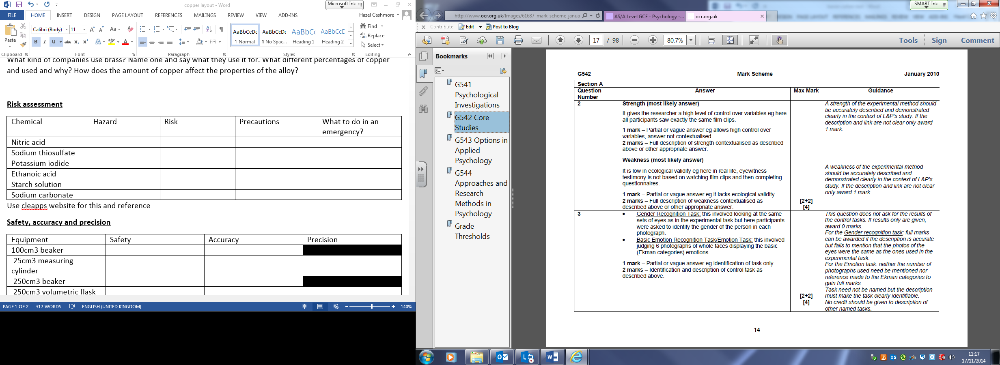 copper layout - Word
Microsoft Ink
FILE
HOME
INSERT
DESIGN
PAGE LAYOUT
REFERENCES
MAILINGS
REVIEW
VIEW
ADD-INS
Hazel Cashmore
Paste
Calibri (Body)
11
Aa
B I U abc x₂ x²
AaBbCcDc
AaBbCcDc
AaBbC
AaBbCcE
¶ Normal
¶ No Spac...
Heading 1
Heading 2
Find
Replace
Select
Clipboard
Font
Paragraph
Styles
Editing
What kind of companies use brass? Name one and say what they use it for. What different percentages of copper
and used and why? How does the amount of copper affect the properties of the alloy?
Risk assessment
Chemical Hazard Risk Precautions What to do in an
emergency?
Nitric acid
Sodium thiosulfate
Potassium iodide
Ethanoic acid
Starch solution
Sodium carbonate
Use cleapps website for this and reference
Safety, accuracy and precision
Equipment Safety Accuracy Precision
100cm3 beaker
25cm3 measuring
cylinder
250cm3 beaker
250cm3 volumetric flask
PAGE 1 OF 2 317 WORDS ENGLISH (UNITED KINGDOM)
140%
SMART Ink
http://www.ocr.org.uk/Images/61687-mark-scheme-janua
AS/A Level GCE - Psychology -...
ocr.org.uk
x Contribute Edit Post to Blog
17 / 98
80.7%
Tools Sign Comment
Bookmarks
G541
Psychological
Investigations
G542 Core
Studies
G543 Options in
Applied
Psychology
G544
Approaches and
Research
Methods in
Psychology
Grade
Thresholds
G542 Mark Scheme January 2010
Section A
Question
Number
Answer
Max Mark
Guidance
2
Strength (most likely answer)
It gives the researcher a high level of control over variables eg here
all participants saw exactly the same film clips.
1 mark – Partial or vague answer eg allows high control over
variables, answer not contextualised.
2 marks – Full description of strength contextualised as described
above or other appropriate answer.
Weakness (most likely answer)
It is low in ecological validity eg here in real life, eyewitness
testimony is not based on watching film clips and then completing
questionnaires.
1 mark – Partial or vague answer eg it lacks ecological validity.
2 marks – Full description of weakness contextualised as
described above or other appropriate answer.
[2+2]
[4]
A strength of the experimental method should
be accurately described and demonstrated
clearly in the context of L&P's study. If the
description and link are not clear only award
1 mark.
A weakness of the experimental method
should be accurately described and
demonstrated clearly in the context of L&P's
study. If the description and link are not clear
only award 1 mark.
3
• Gender Recognition Task: this involved looking at the same
sets of eyes as in the experimental task but here participants
were asked to identify the gender of the person in each
photograph.
• Basic Emotion Recognition Task/Emotion Task: this involved
judging 6 photographs of whole faces displaying the basic
(Ekman categories) emotions.
1 mark – Partial or vague answer eg identification of task only.
2 marks – Identification and description of control task as
described above.
[2+2]
[4]
This question does not ask for the results of
the control tasks. If results only are given,
award 0 marks.
For the Gender recognition task: full marks
can be awarded if the description is accurate
but fails to mention that the photos of the
eyes were the same as the ones used in the
experimental task.
For the Emotion task: neither the number of
photographs used need be mentioned nor
reference made to the Ekman categories to
gain full marks.
Task need not be named but the description
must make the task clearly identifiable.
No credit should be given to description of
other named tasks.
14
11:17
17/11/2014